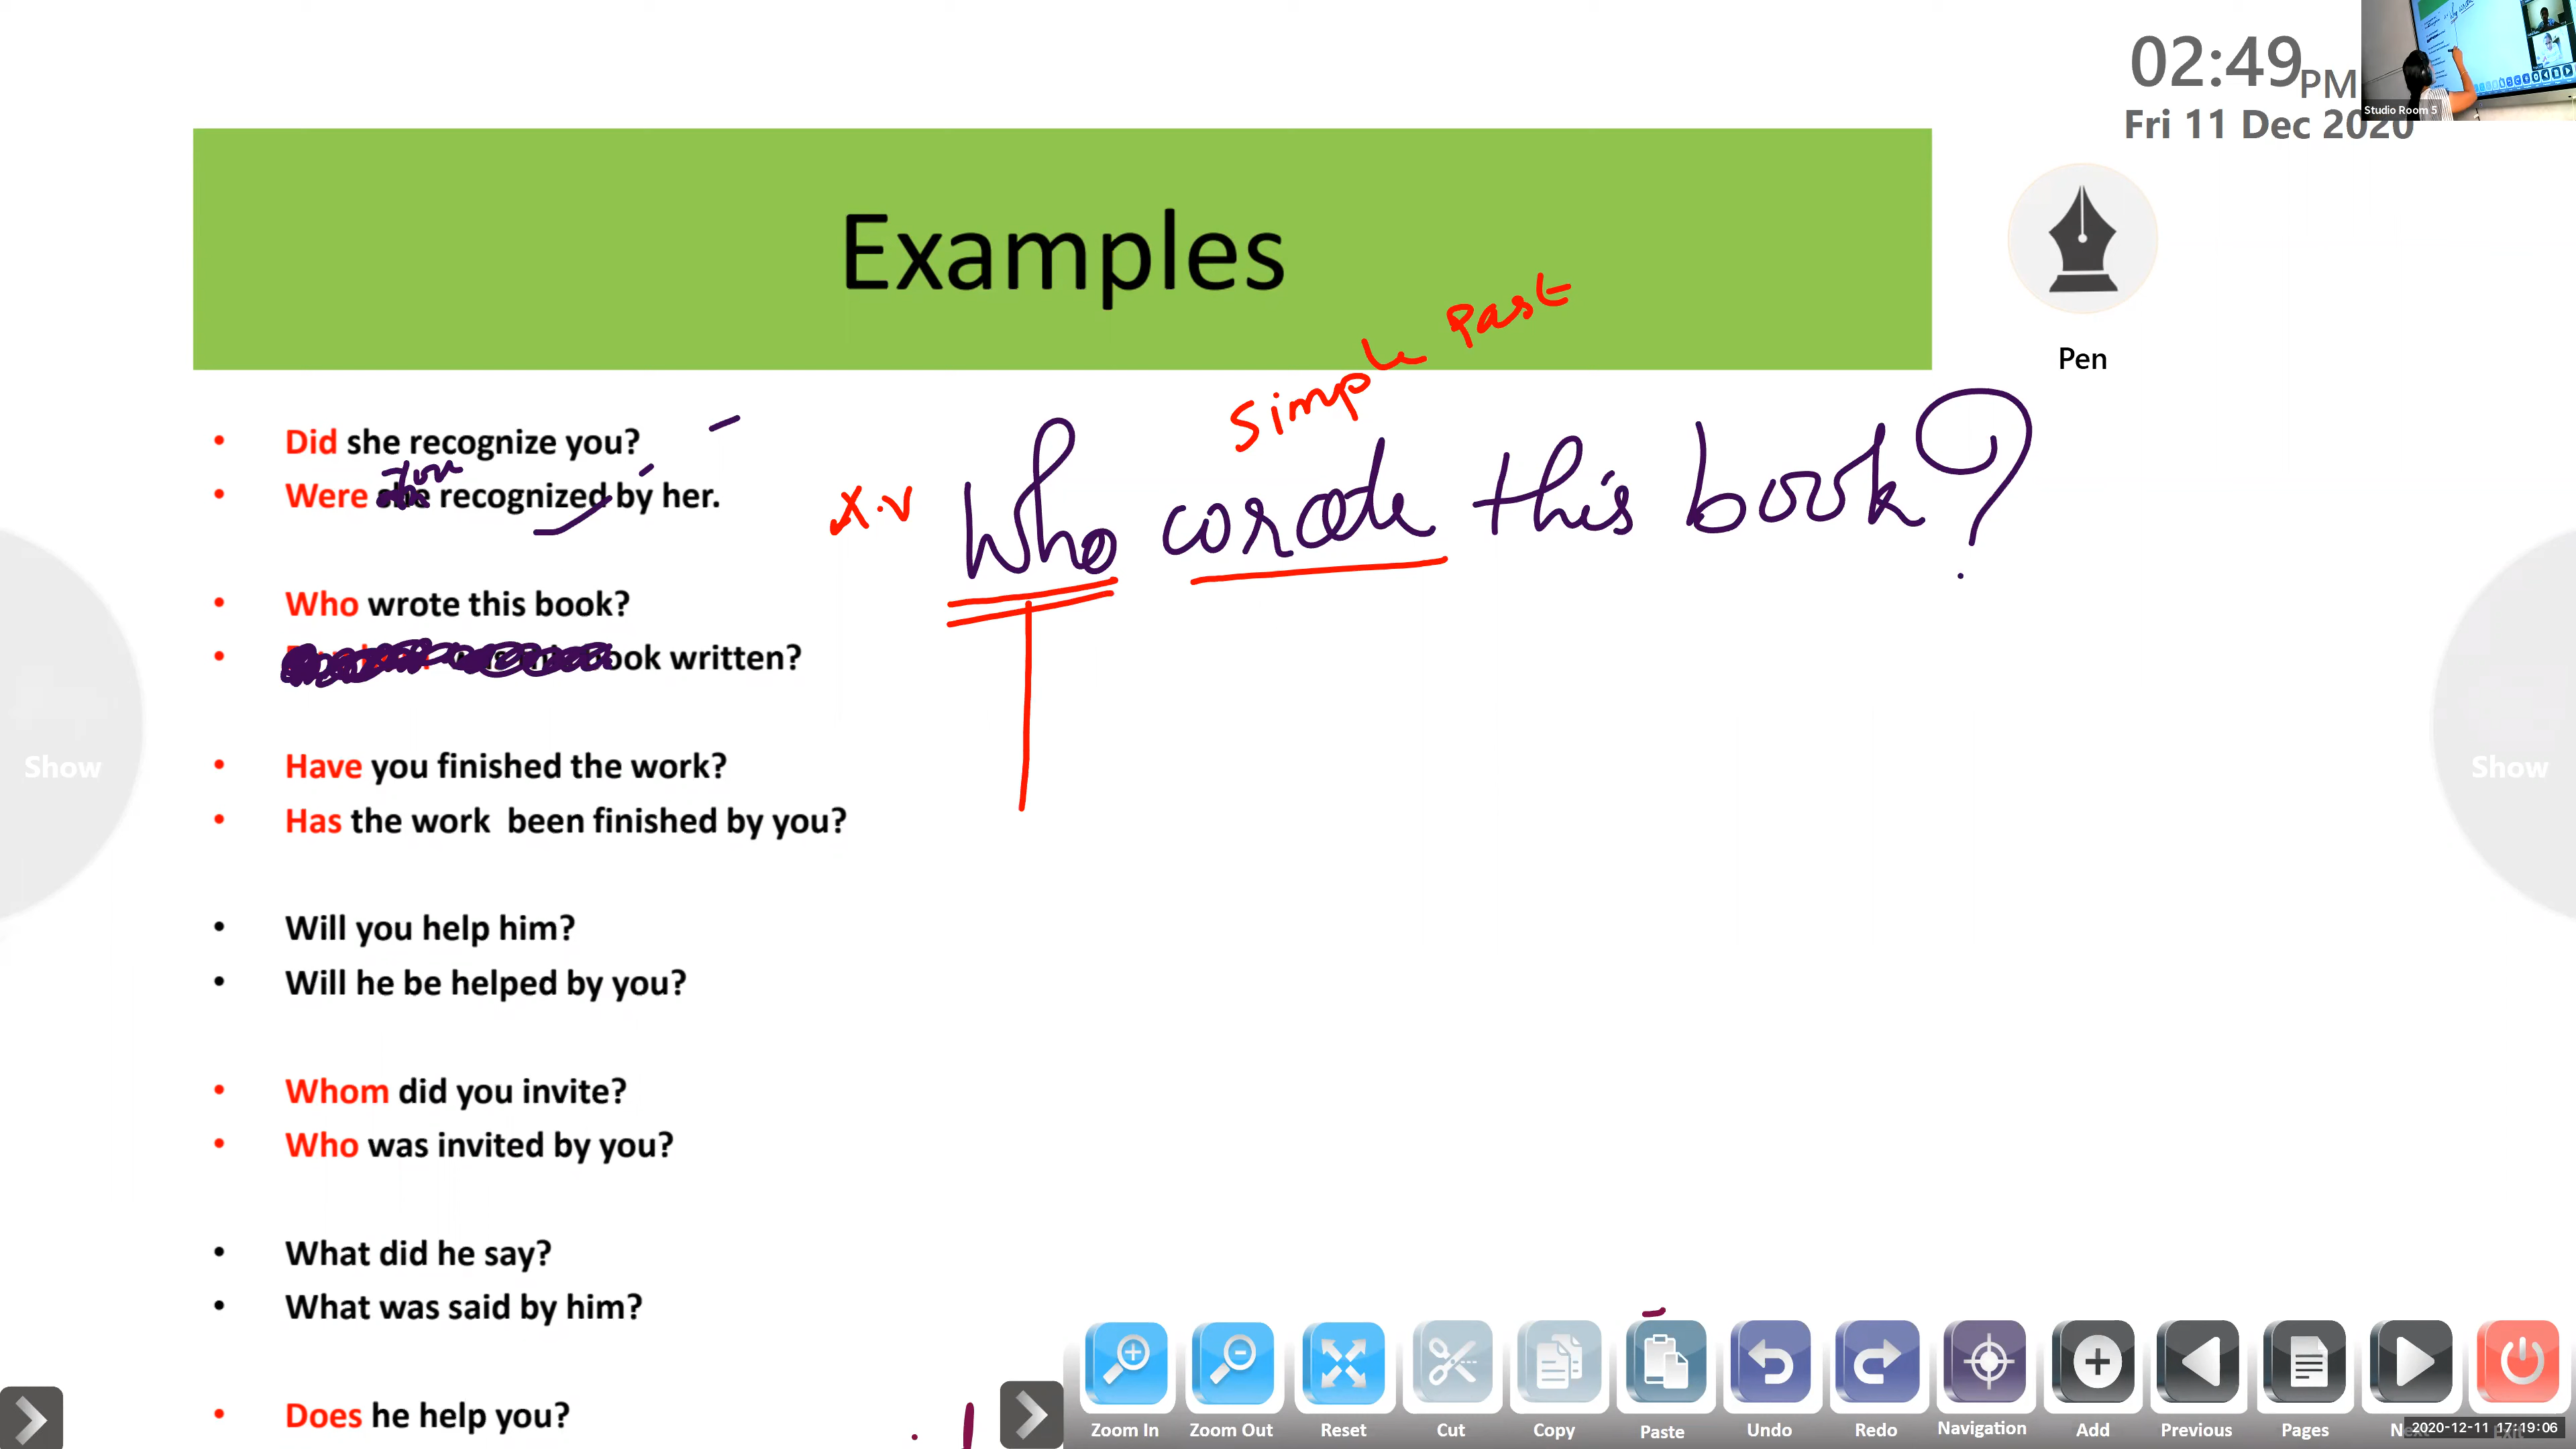 02:49 PM
Fri 11 Dec 2020
Studio Room 5
Examples
Pen
Simple Past
Did she recognize you?
you
Were she recognized by her.
X.V Who wrote this book?
Who wrote this book?
book written?
Have you finished the work?
Show
Show
Has the work been finished by you?
Will you help him?
Will he be helped by you?
Whom did you invite?
Who was invited by you?
What did he say?
What was said by him?
Does he help you?
Zoom In Zoom Out Reset Cut Copy Paste Undo Redo Navigation Add Previous Pages
2020-12-11 17:19:06